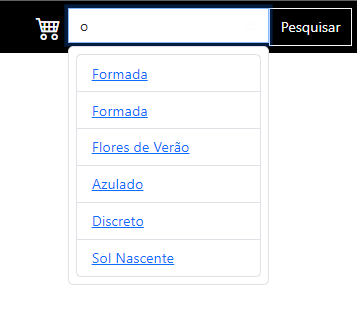 o
Pesquisar
Formada
Formada
Flores de Verão
Azulado
Discreto
Sol Nascente